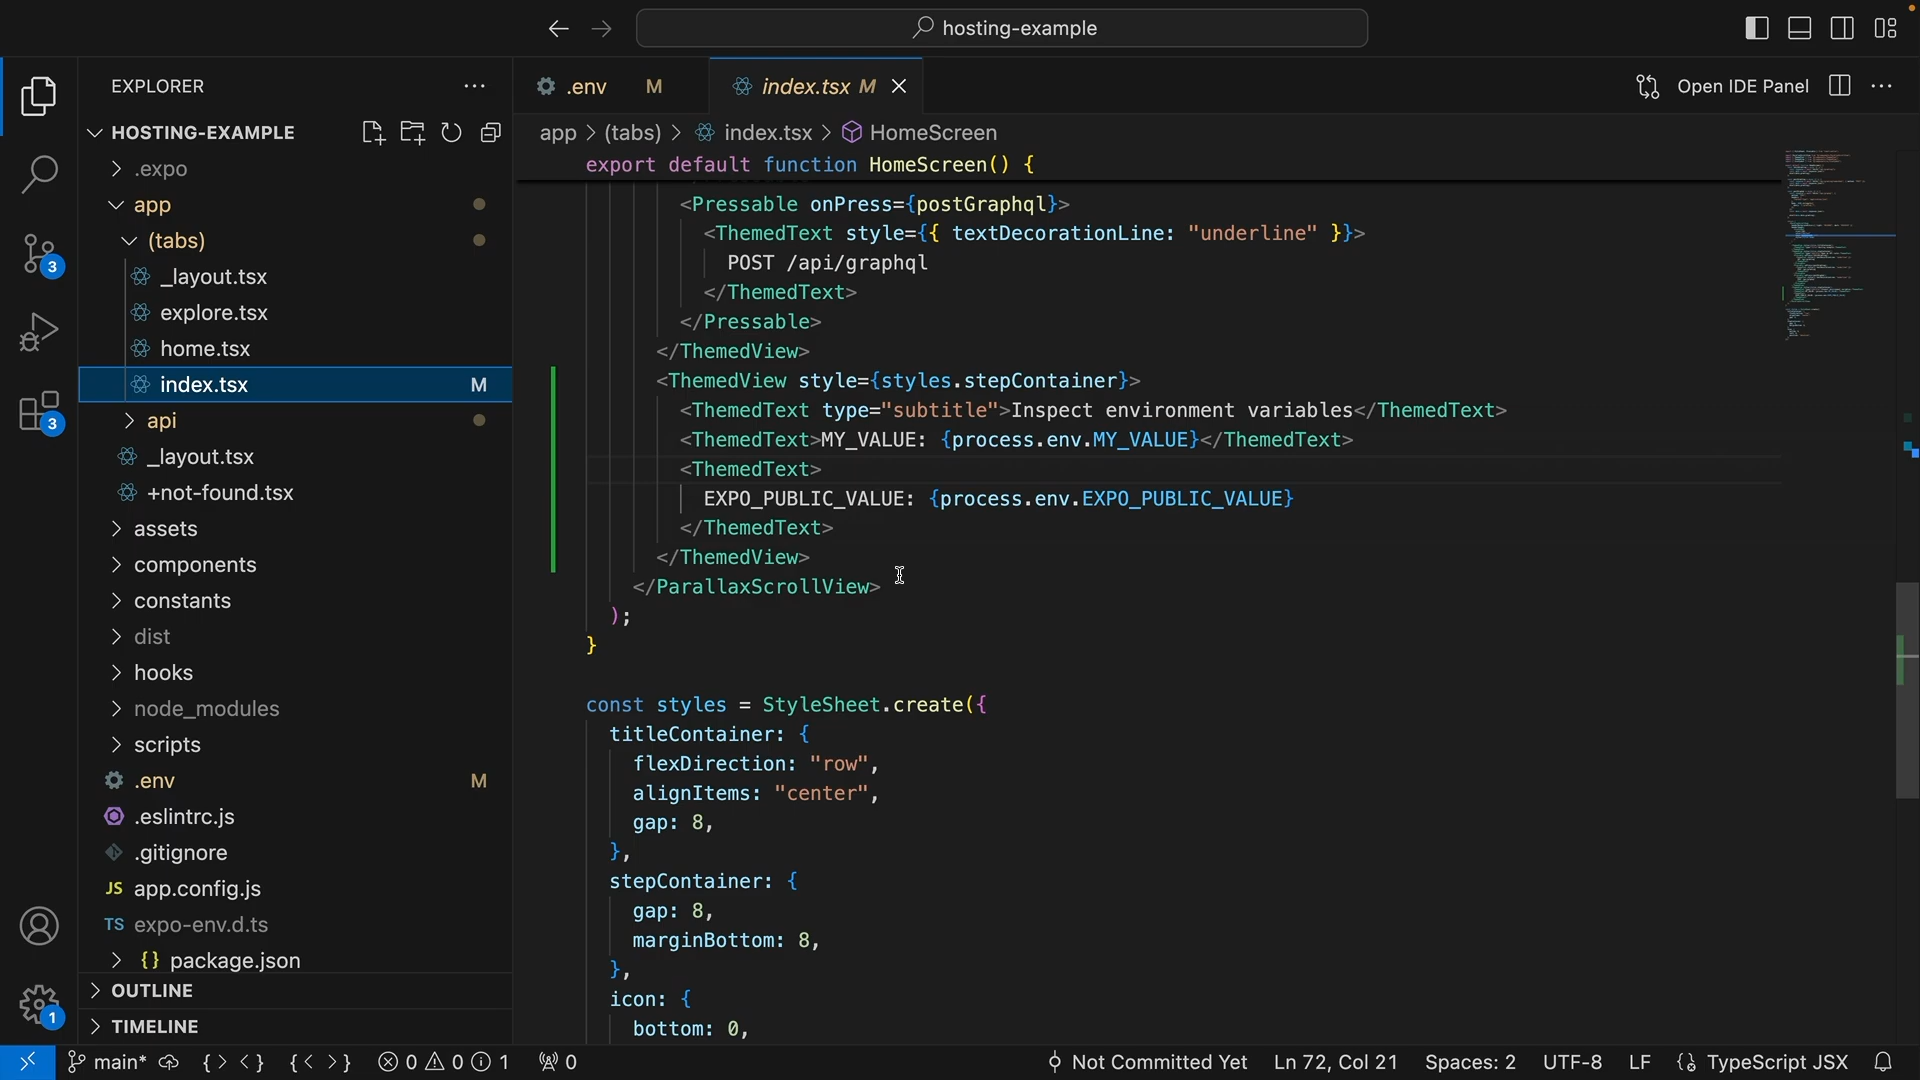 hosting-example
EXPLORER
HOSTING-EXAMPLE
.expo
app
(tabs)
_layout.tsx
explore.tsx
home.tsx
index.tsx M
api
_layout.tsx
+not-found.tsx
assets
components
constants
dist
hooks
node_modules
scripts
.env M
.eslintrc.js
.gitignore
JS app.config.js
TS expo-env.d.ts
{} package.json
OUTLINE
TIMELINE
3
3
1
.env M
index.tsx M
Open IDE Panel
app > (tabs) > index.tsx > HomeScreen
export default function HomeScreen() {
<Pressable onPress={postGraphql}>
<ThemedText style={{ textDecorationLine: "underline" }}>
POST /api/graphql
</ThemedText>
</Pressable>
</ThemedView>
<ThemedView style={styles.stepContainer}>
<ThemedText type="subtitle">Inspect environment variables</ThemedText>
<ThemedText>MY_VALUE: {process.env.MY_VALUE}</ThemedText>
<ThemedText>
EXPO_PUBLIC_VALUE: {process.env.EXPO_PUBLIC_VALUE}
</ThemedText>
</ThemedView>
</ParallaxScrollView>
);
}
const styles = StyleSheet.create({
titleContainer: {
flexDirection: "row",
alignItems: "center",
gap: 8,
},
stepContainer: {
gap: 8,
marginBottom: 8,
},
icon: {
bottom: 0,
main* { > < } { < > } 0 0 1 0
Not Committed Yet Ln 72, Col 21 Spaces: 2 UTF-8 LF TypeScript JSX